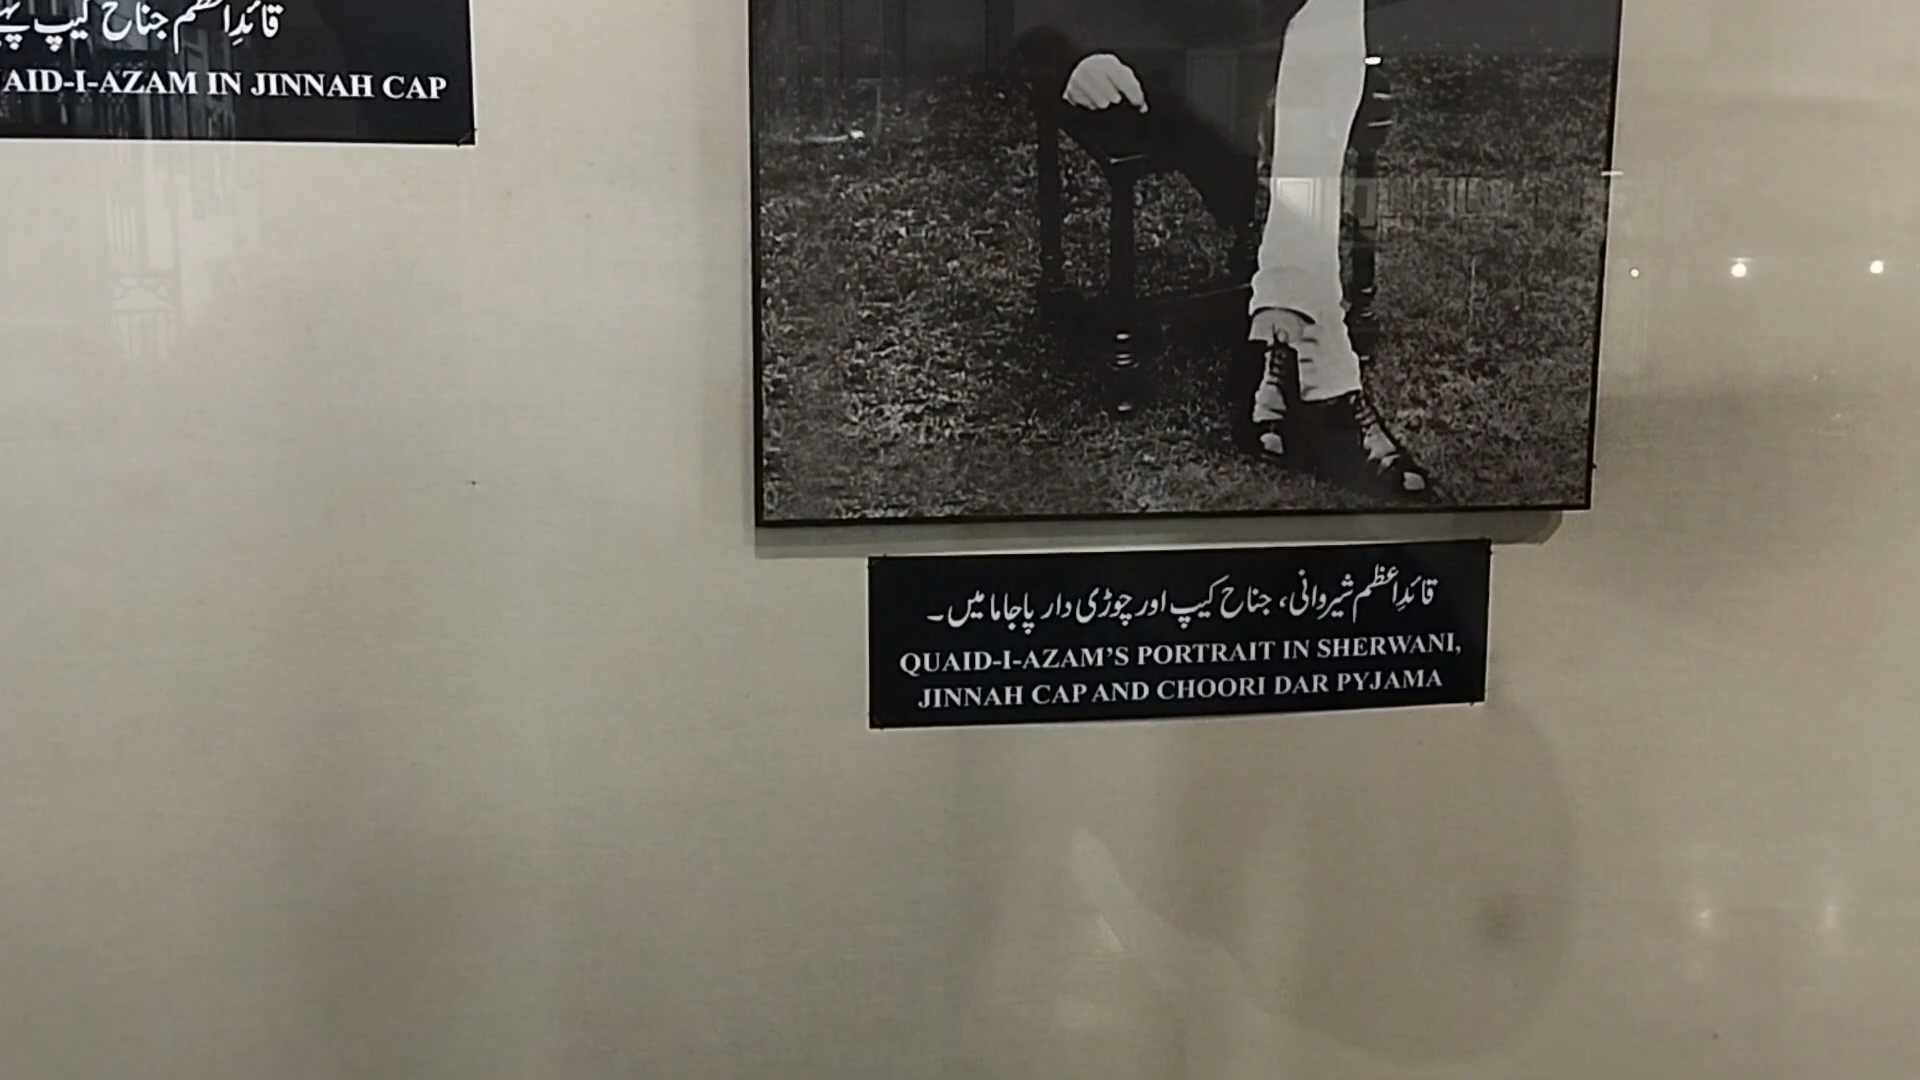 قائدِاعظم جناح کیپ
AID-I-AZAM IN JINNAH CAP
قائدِاعظم شیروانی، جناح کیپ اور چوڑی دار پاجاما میں۔
QUAID-I-AZAM'S PORTRAIT IN SHERWANI,
JINNAH CAP AND CHOORI DAR PYJAMA